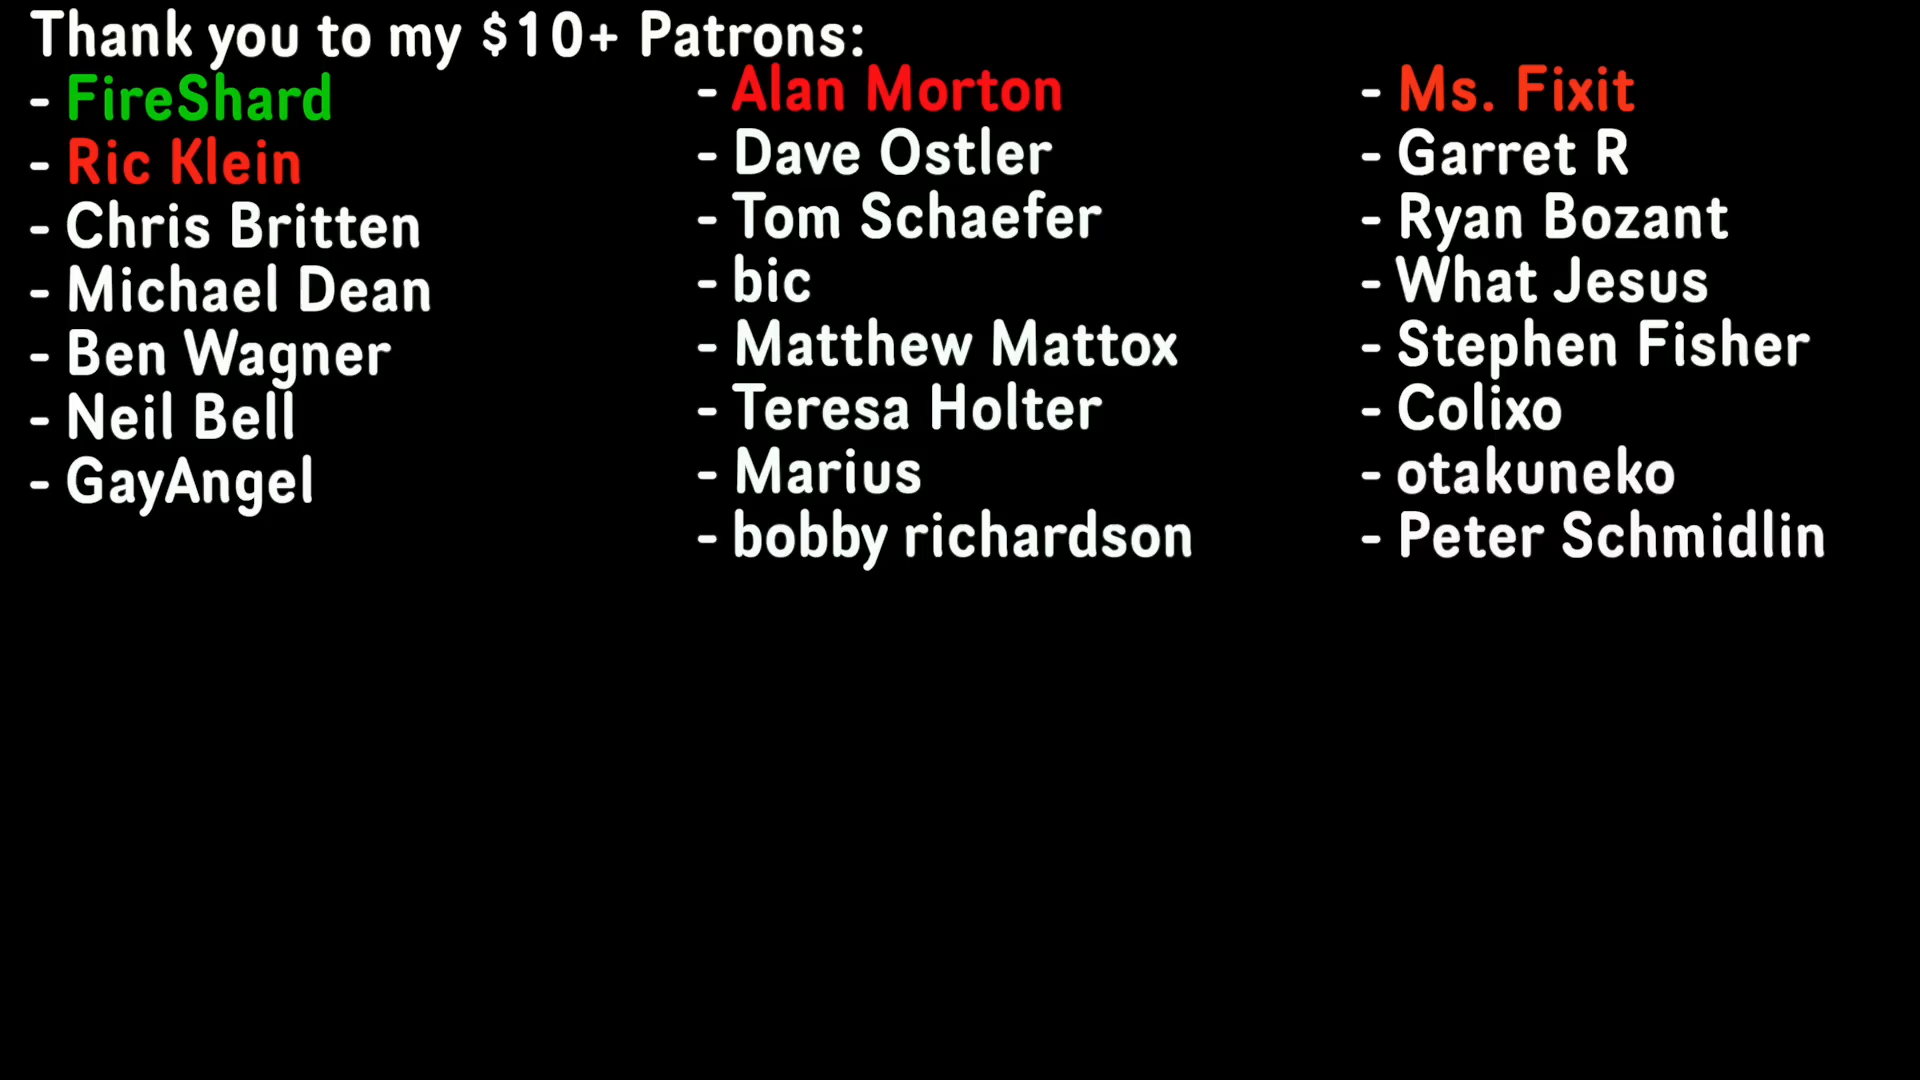 Thank you to my $10+ Patrons:
- FireShard
- Ric Klein
- Chris Britten
- Michael Dean
- Ben Wagner
- Neil Bell
- GayAngel
- Alan Morton
- Dave Ostler
- Tom Schaefer
- bic
- Matthew Mattox
- Teresa Holter
- Marius
- bobby richardson
- Ms. Fixit
- Garret R
- Ryan Bozant
- What Jesus
- Stephen Fisher
- Colixo
- otakuneko
- Peter Schmidlin